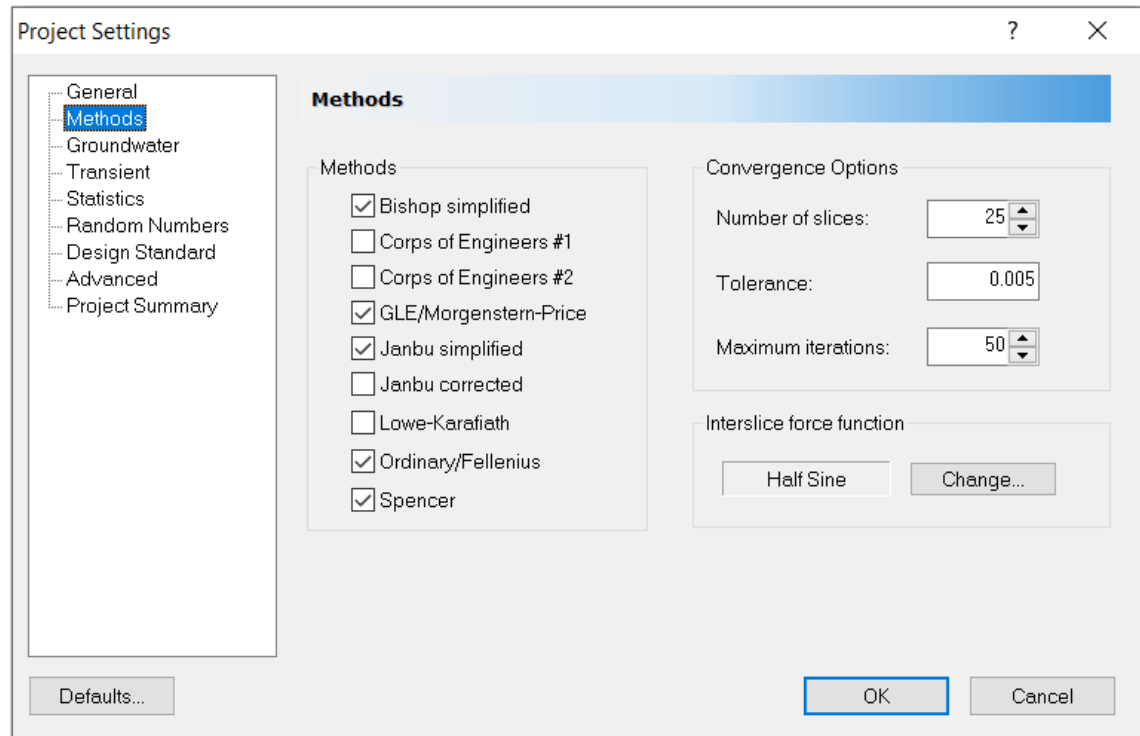 Project Settings
?
General
Methods
Groundwater
Transient
Statistics
Random Numbers
Design Standard
Advanced
Project Summary
Defaults...
Methods
Methods
Bishop simplified
Corps of Engineers #1
Corps of Engineers #2
GLE/Morgenstern-Price
Janbu simplified
Janbu corrected
Lowe-Karafiath
Ordinary/Fellenius
Spencer
Convergence Options
Number of slices: 25
Tolerance: 0.005
Maximum iterations: 50
Interslice force function
Half Sine Change...
OK Cancel